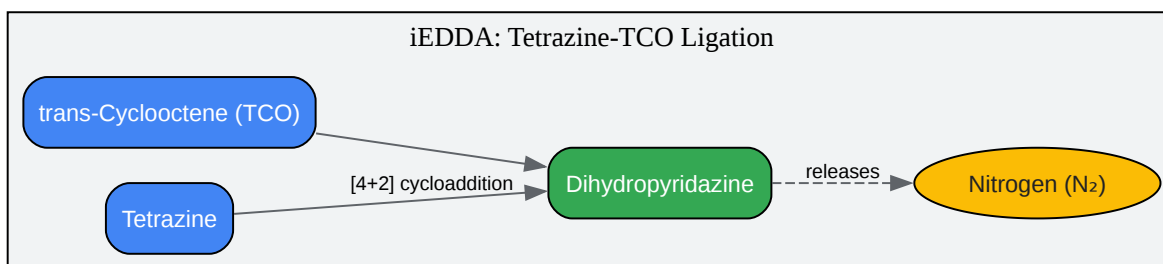 iEDDA: Tetrazine-TCO Ligation
trans-Cyclooctene (TCO)
[4+2] cycloaddition
Tetrazine
Dihydropyridazine
releases
Nitrogen (N₂)